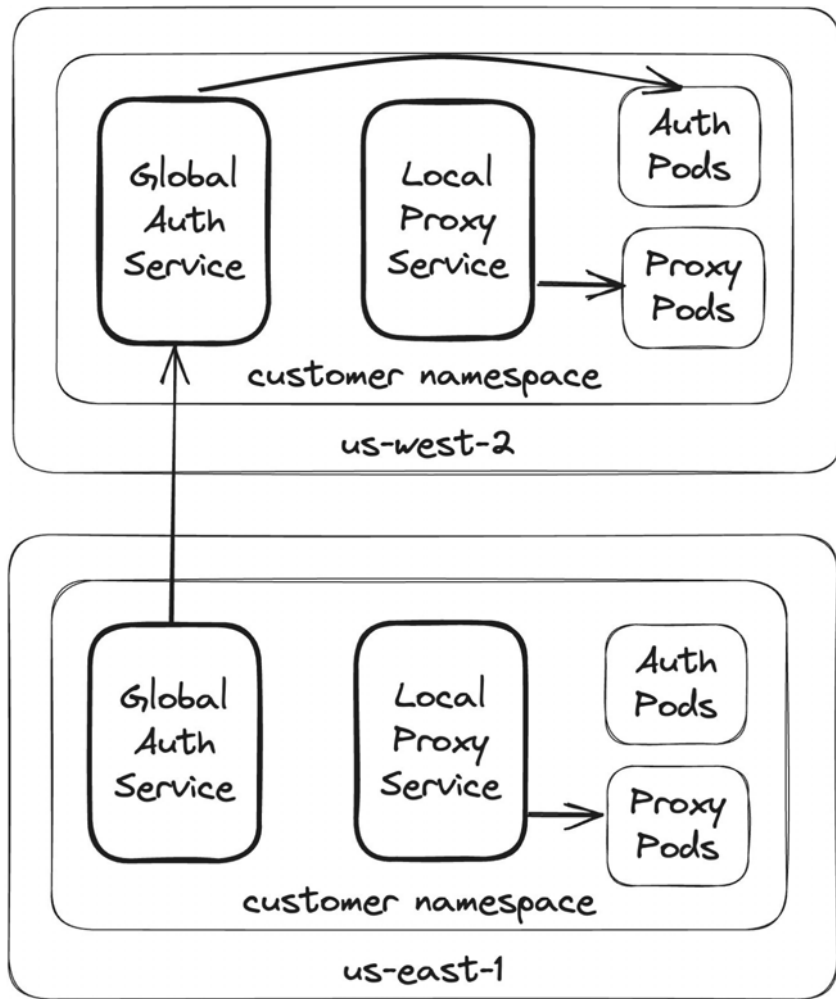 Global
Auth
Service
Local
Proxy
Service
Auth
Pods
Proxy
Pods
customer namespace
us-west-2
Global
Auth
Service
Local
Proxy
Service
Auth
Pods
Proxy
Pods
customer namespace
us-east-1